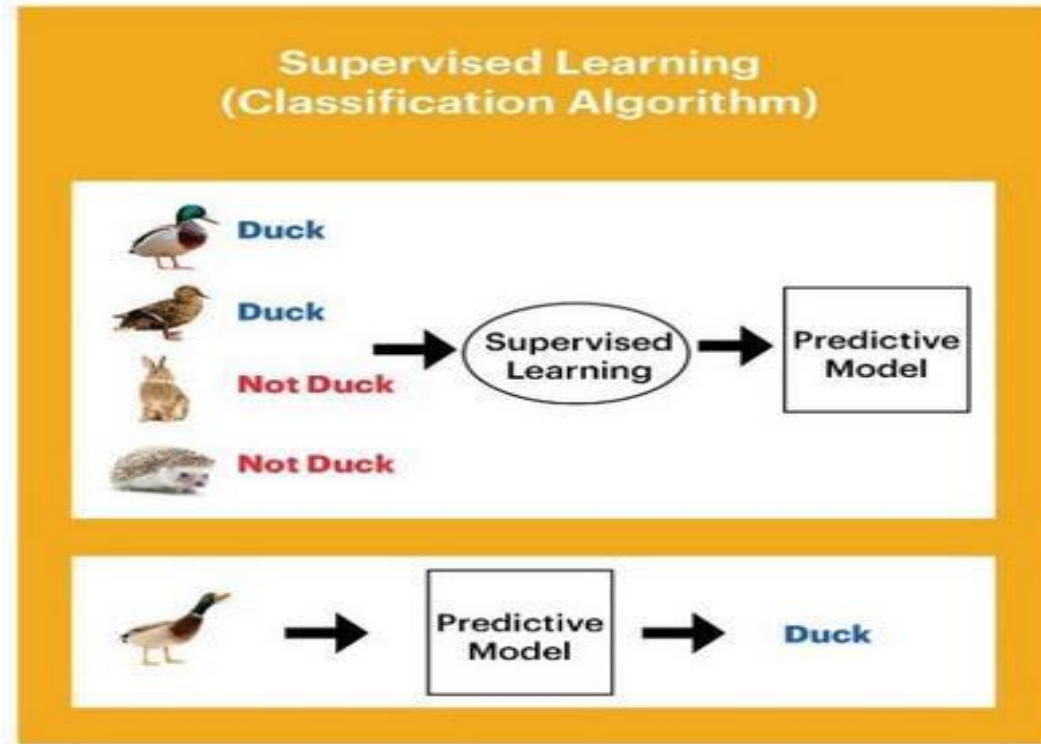 Supervised Learning
(Classification Algorithm)
Duck
Duck
Not Duck
Not Duck
Supervised
Learning
Predictive
Model
Predictive
Model
Duck